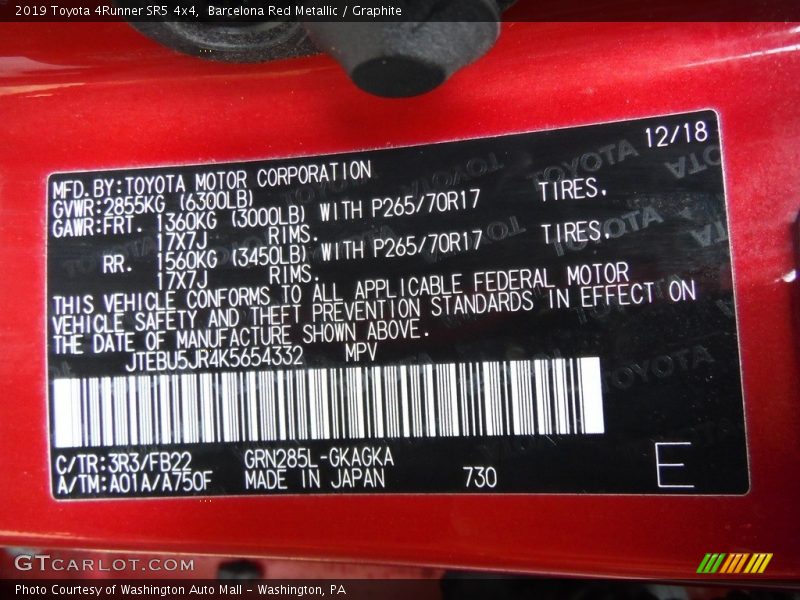 2019 Toyota 4Runner SR5 4x4,  Barcelona Red Metallic / Graphite
12/18
MFD.BY:TOYOTA MOTOR CORPORATION
GVWR:2855KG (6300LB)
GAWR:FRT. 1360KG (3000LB) WITH P265/70R17 TIRES,
17X7J RIMS.
RR. 1560KG (3450LB) WITH P265/70R17 TIRES,
17X7J RIMS.
THIS VEHICLE CONFORMS TO ALL APPLICABLE FEDERAL MOTOR
VEHICLE SAFETY AND THEFT PREVENTION STANDARDS IN EFFECT ON
THE DATE OF MANUFACTURE SHOWN ABOVE.
JTEBU5JR4K5654332 MPV
C/TR:3R3/FB22 GRN285L-GKAGKA
A/TM:A01A/A750F MADE IN JAPAN 730 E
GTCARLOT.COM
Photo Courtesy of Washington Auto Mall - Washington, PA